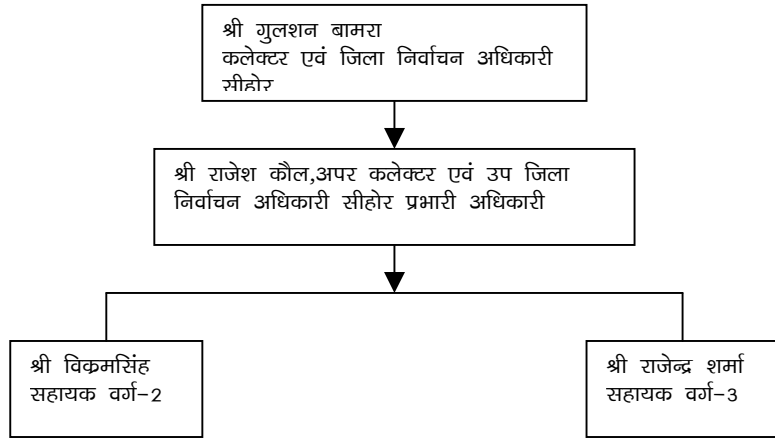 श्री गुलशन बामरा
कलेक्टर एवं जिला निर्वाचन अधिकारी
सीहोर
श्री राजेश कौल,अपर कलेक्टर एवं उप जिला
निर्वाचन अधिकारी सीहोर प्रभारी अधिकारी
श्री विक्रमसिंह
सहायक वर्ग-2
श्री राजेन्द्र शर्मा
सहायक वर्ग-3